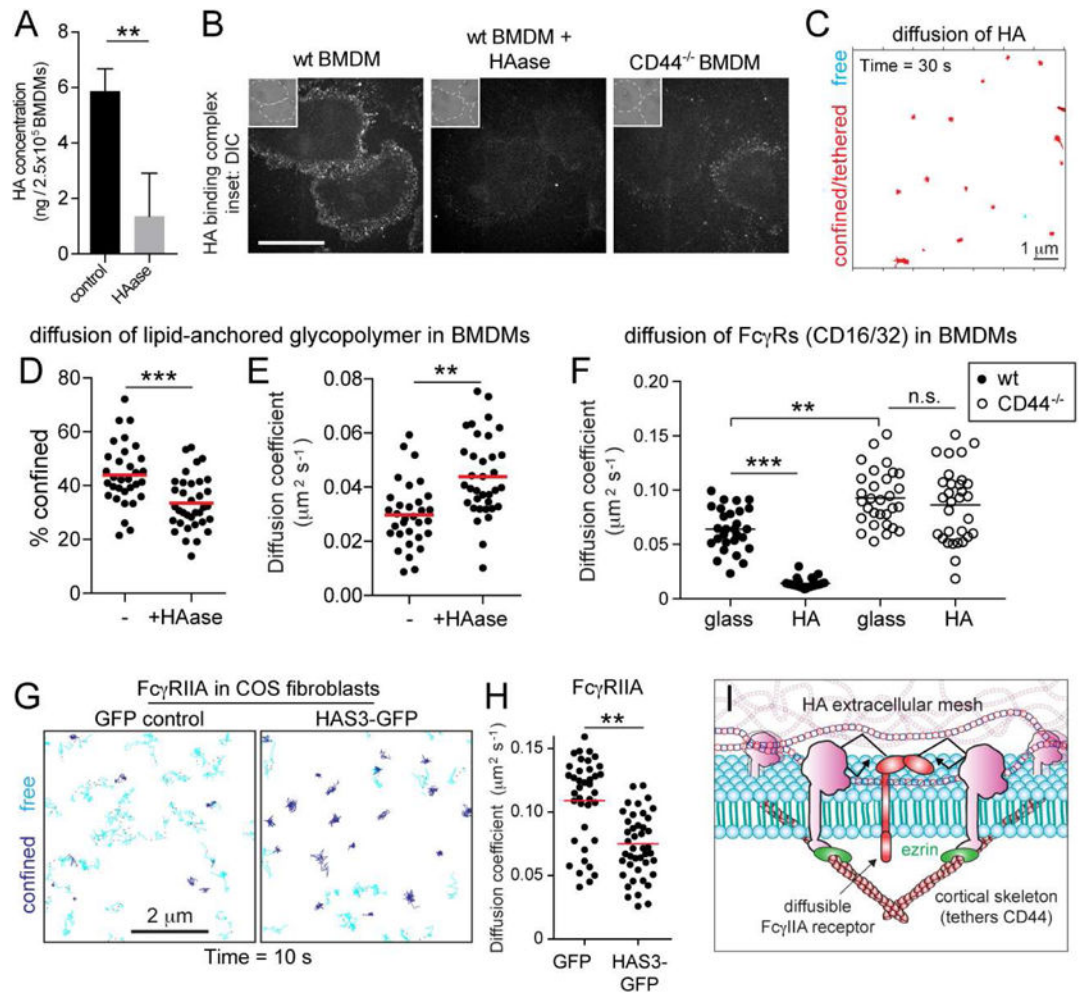 A
**
HA concentration
(ng / 2.5x10⁵ BMDMs)
8
6
4
2
0
control
HAase
B
wt BMDM
wt BMDM +
HAase
CD44-/- BMDM
HA binding complex
inset: DIC
C
diffusion of HA
Time = 30 s
confined/tethered free
1 μm
diffusion of lipid-anchored glycopolymer in BMDMs
D
***
% confined
80
60
40
20
0
- +HAase
E
**
Diffusion coefficient
(μm² s⁻¹)
0.08
0.06
0.04
0.02
0.00
- +HAase
diffusion of FcγRs (CD16/32) in BMDMs
F
Diffusion coefficient
(μm² s⁻¹)
0.20
0.15
0.10
0.05
0
**
***
n.s.
wt
CD44-/-
glass HA glass HA
G
FcγRIIA in COS fibroblasts
GFP control HAS3-GFP
confined free
2 μm
Time = 10 s
H
FcγRIIA
**
Diffusion coefficient (μm² s⁻¹)
0.15
0.10
0.05
0
GFP HAS3-
GFP
I
HA extracellular mesh
ezrin
diffusible
FcγIIA receptor
cortical skeleton
(tethers CD44)